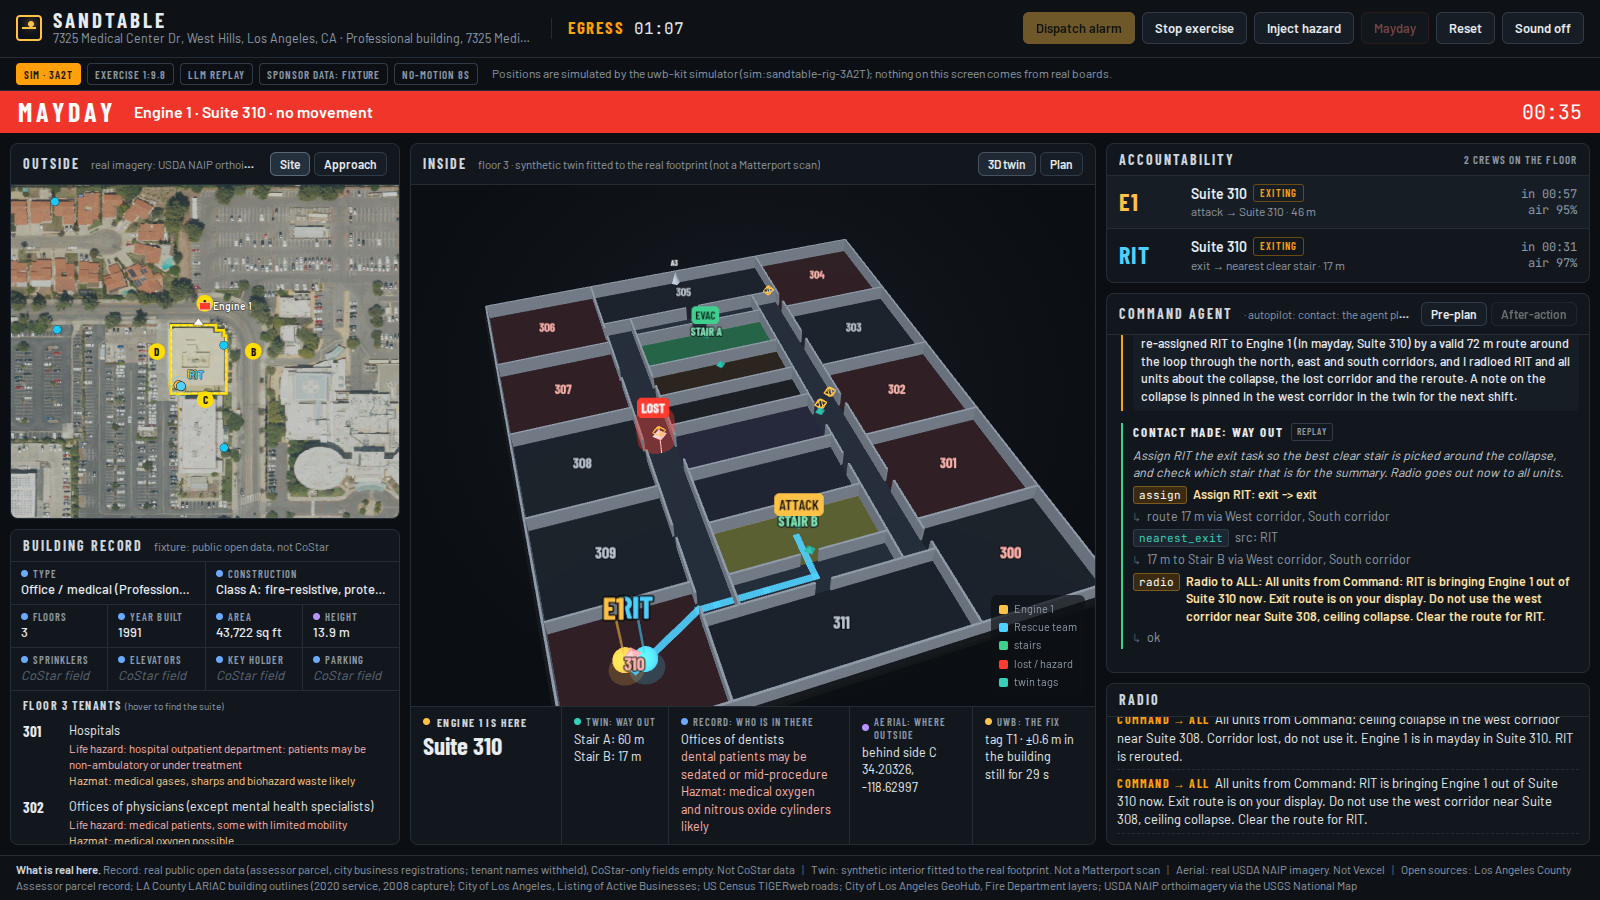 SANDTABLE
7325 Medical Center Dr, West Hills, Los Angeles, CA · Professional building, 7325 Medi...
EGRESS 01:07
Dispatch alarm
Stop exercise
Inject hazard
Mayday
Reset
Sound off
SIM · 3A2T
EXERCISE 1:9.8
LLM REPLAY
SPONSOR DATA: FIXTURE
NO-MOTION 8S
Positions are simulated by the uwb-kit simulator (sim:sandtable-rig-3A2T); nothing on this screen comes from real boards.
MAYDAY Engine 1 · Suite 310 · no movement
00:35
OUTSIDE real imagery: USDA NAIP orthoi...
Site
Approach
Engine 1
D
B
RIT
C
BUILDING RECORD fixture: public open data, not CoStar
TYPE
Office / medical (Profession...
CONSTRUCTION
Class A: fire-resistive, prote...
FLOORS
3
YEAR BUILT
1991
AREA
43,722 sq ft
HEIGHT
13.9 m
SPRINKLERS
CoStar field
ELEVATORS
CoStar field
KEY HOLDER
CoStar field
PARKING
CoStar field
FLOOR 3 TENANTS (hover to find the suite)
301 Hospitals
Life hazard: hospital outpatient department: patients may be
non-ambulatory or under treatment
Hazmat: medical gases, sharps and biohazard waste likely
302 Offices of physicians (except mental health specialists)
Life hazard: medical patients, some with limited mobility
Hazmat: medical oxygen possible
INSIDE floor 3 · synthetic twin fitted to the real footprint (not a Matterport scan)
3D twin
Plan
A3
304
305
306
EVAC
STAIR A
303
307
302
LOST
308
301
ATTACK
STAIR B
309
300
E1 RIT
311
310
Engine 1
Rescue team
stairs
lost / hazard
twin tags
ENGINE 1 IS HERE
Suite 310
TWIN: WAY OUT
Stair A: 60 m
Stair B: 17 m
RECORD: WHO IS IN THERE
Offices of dentists
dental patients may be
sedated or mid-procedure
Hazmat: medical oxygen
and nitrous oxide cylinders
likely
AERIAL: WHERE
OUTSIDE
behind side C
34.20326,
-118.62997
UWB: THE FIX
tag T1 · ±0.6 m in
the building
still for 29 s
ACCOUNTABILITY
2 CREWS ON THE FLOOR
E1
Suite 310 EXITING
attack → Suite 310 · 46 m
in 00:57
air 95%
RIT
Suite 310 EXITING
exit → nearest clear stair · 17 m
in 00:31
air 97%
COMMAND AGENT · autopilot: contact: the agent pl...
Pre-plan
After-action
re-assigned RIT to Engine 1 (in mayday, Suite 310) by a valid 72 m route around
the loop through the north, east and south corridors, and I radioed RIT and all
units about the collapse, the lost corridor and the reroute. A note on the
collapse is pinned in the west corridor in the twin for the next shift.
CONTACT MADE: WAY OUT REPLAY
Assign RIT the exit task so the best clear stair is picked around the collapse,
and check which stair that is for the summary. Radio goes out now to all units.
assign Assign RIT: exit -> exit
↳ route 17 m via West corridor, South corridor
nearest_exit src: RIT
↳ 17 m to Stair B via West corridor, South corridor
radio Radio to ALL: All units from Command: RIT is bringing Engine 1 out of
Suite 310 now. Exit route is on your display. Do not use the west
corridor near Suite 308, ceiling collapse. Clear the route for RIT.
↳ ok
RADIO
COMMAND → ALL All units from Command: ceiling collapse in the west corridor
near Suite 308. Corridor lost, do not use it. Engine 1 is in mayday in Suite 310. RIT
is rerouted.
COMMAND → ALL All units from Command: RIT is bringing Engine 1 out of Suite
310 now. Exit route is on your display. Do not use the west corridor near Suite
308, ceiling collapse. Clear the route for RIT.
What is real here. Record: real public open data (assessor parcel, city business registrations; tenant names withheld), CoStar-only fields empty. Not CoStar data | Twin: synthetic interior fitted to the real footprint. Not a Matterport scan | Aerial: real USDA NAIP imagery. Not Vexcel | Open sources: Los Angeles County
Assessor parcel record; LA County LARIAC building outlines (2020 service, 2008 capture); City of Los Angeles, Listing of Active Businesses; US Census TIGERweb roads; City of Los Angeles GeoHub, Fire Department layers; USDA NAIP orthoimagery via the USGS National Map